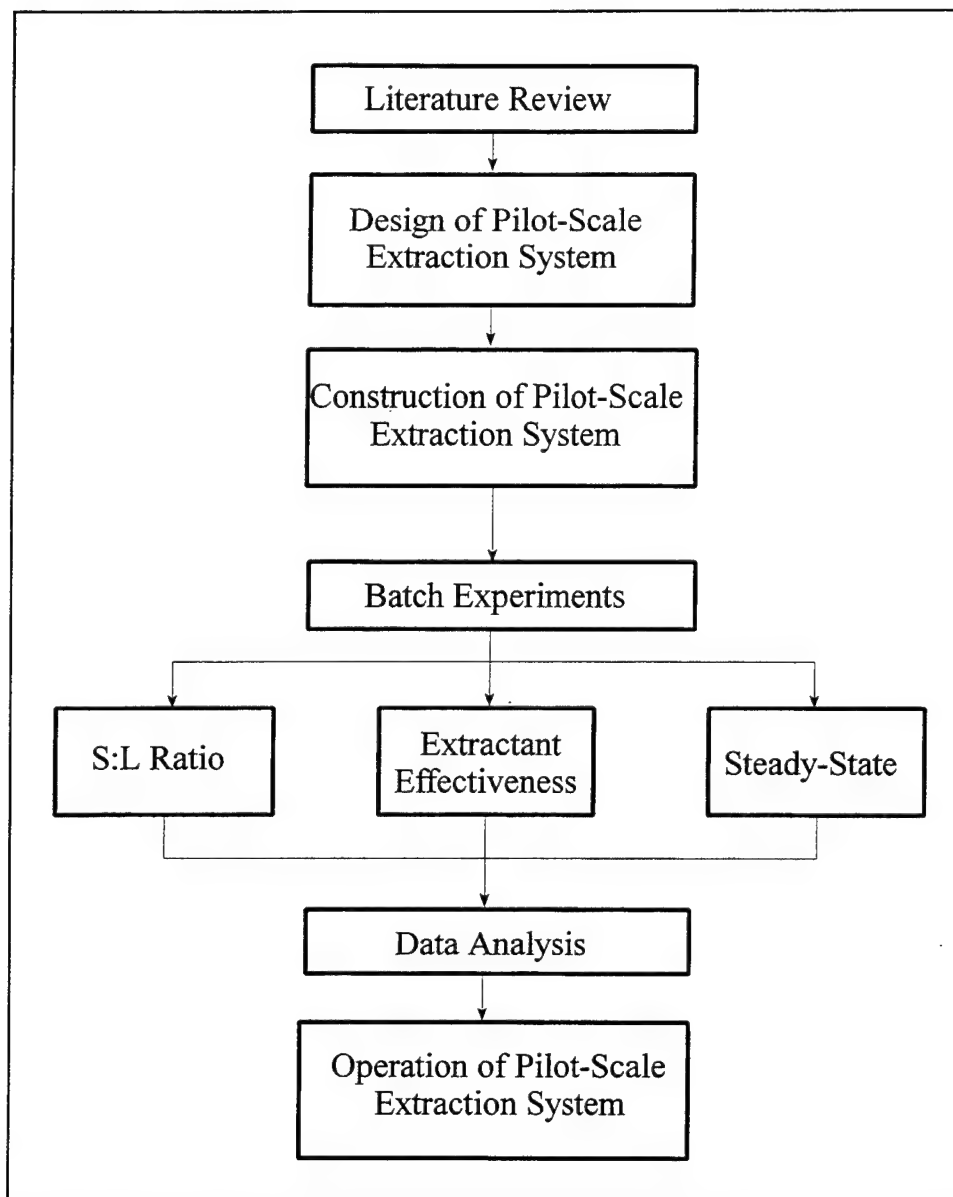 Literature Review
Design of Pilot-Scale
Extraction System
Construction of Pilot-Scale
Extraction System
Batch Experiments
S:L Ratio
Extractant
Effectiveness
Steady-State
Data Analysis
Operation of Pilot-Scale
Extraction System